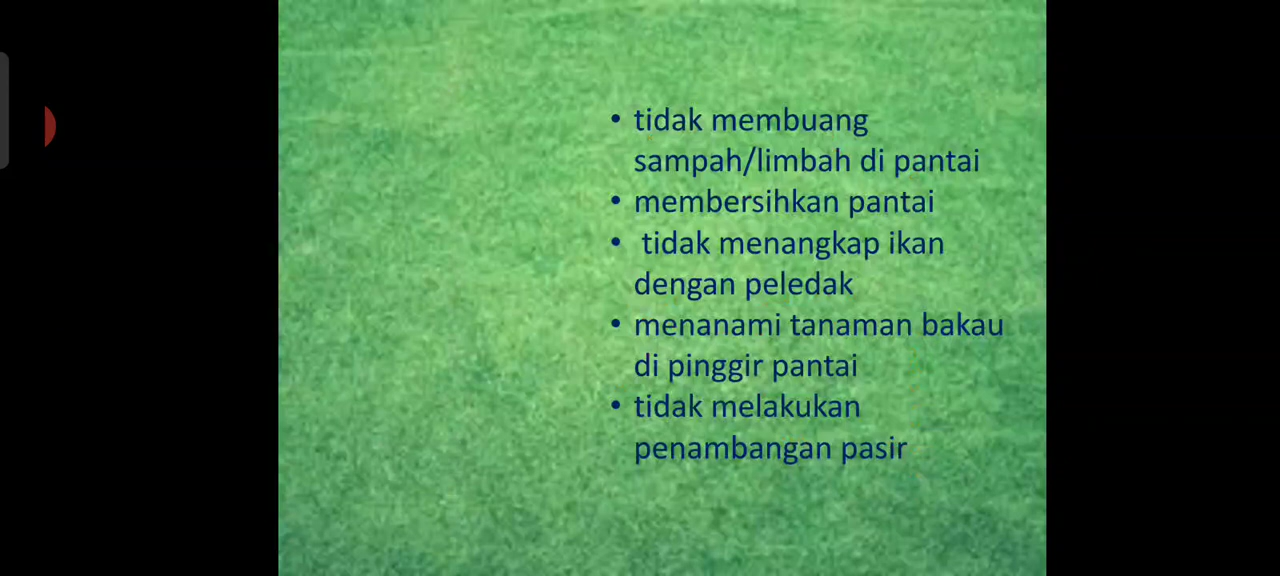 • tidak membuang
sampah/limbah di pantai
• membersihkan pantai
• tidak menangkap ikan
dengan peledak
• menanami tanaman bakau
di pinggir pantai
• tidak melakukan
penambangan pasir